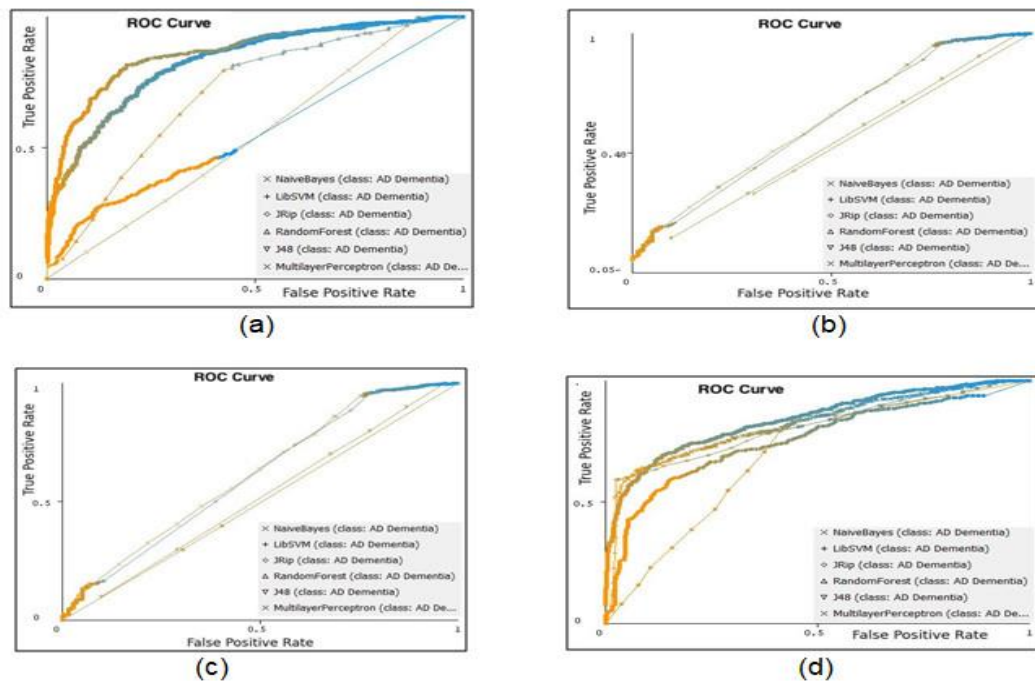 ROC Curve
True Positive Rate
0.5
0
0
0.5
1
False Positive Rate
× NaiveBayes (class: AD Dementia)
+ LibSVM (class: AD Dementia)
◇ JRip (class: AD Dementia)
△ RandomForest (class: AD Dementia)
▽ J48 (class: AD Dementia)
× MultilayerPerceptron (class: AD De...
(a)
ROC Curve
True Positive Rate
1
0.40
0.05
0
0.5
1
False Positive Rate
× NaiveBayes (class: AD Dementia)
+ LibSVM (class: AD Dementia)
◇ JRip (class: AD Dementia)
△ RandomForest (class: AD Dementia)
▽ J48 (class: AD Dementia)
× MultilayerPerceptron (class: AD De...
(b)
ROC Curve
True Positive Rate
1
0.5
0
0
0.5
1
False Positive Rate
× NaiveBayes (class: AD Dementia)
+ LibSVM (class: AD Dementia)
◇ JRip (class: AD Dementia)
△ RandomForest (class: AD Dementia)
▽ J48 (class: AD Dementia)
× MultilayerPerceptron (class: AD De...
(c)
ROC Curve
True Positive Rate
1
0.5
0
0
0.5
1
False Positive Rate
× NaiveBayes (class: AD Dementia)
+ LibSVM (class: AD Dementia)
◇ JRip (class: AD Dementia)
△ RandomForest (class: AD Dementia)
▽ J48 (class: AD Dementia)
× MultilayerPerceptron (class: AD De...
(d)